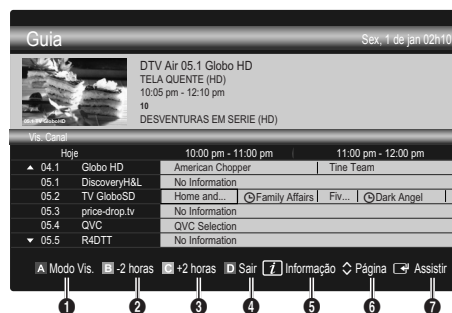 Guia Sex, 1 de jan 02h10
DTV Air 05.1 Globo HD
TELA QUENTE (HD)
10:05 pm - 12:10 pm
10
DESVENTURAS EM SERIE (HD)
05.1 TV GloboHD
Vis. Canal
Hoje 10:00 pm - 11:00 pm 11:00 pm - 12:00 pm
▲ 04.1 Globo HD American Chopper Tine Team
05.1 DiscoveryH&L No Information
05.2 TV GloboSD Home and... Family Affairs Fiv... Dark Angel
05.3 price-drop.tv No Information
05.4 QVC QVC Selection
▼ 05.5 R4DTT No Information
A Modo Vis. B -2 horas C +2 horas D Sair i Informação Página Assistir
1 2 3 4 5 6 7